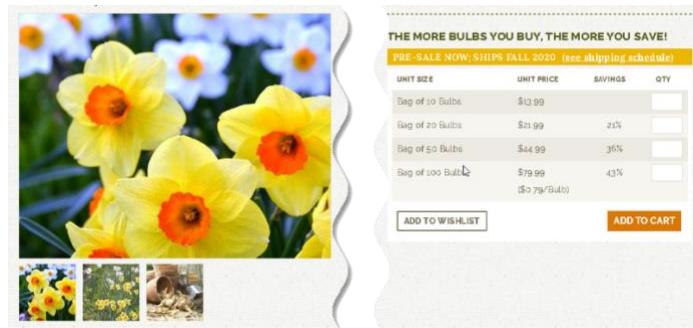 THE MORE BULBS YOU BUY, THE MORE YOU SAVE!
PRE-SALE NOW; SHIPS FALL 2020 (see shipping schedule)
UNIT SIZE UNIT PRICE SAVINGS QTY
Bag of 10 Bulbs $13.99
Bag of 20 Bulbs $21.99 21%
Bag of 50 Bulbs $44.99 36%
Bag of 100 Bulbs $79.99 43%
($0.79/Bulb)
ADD TO WISHLIST ADD TO CART